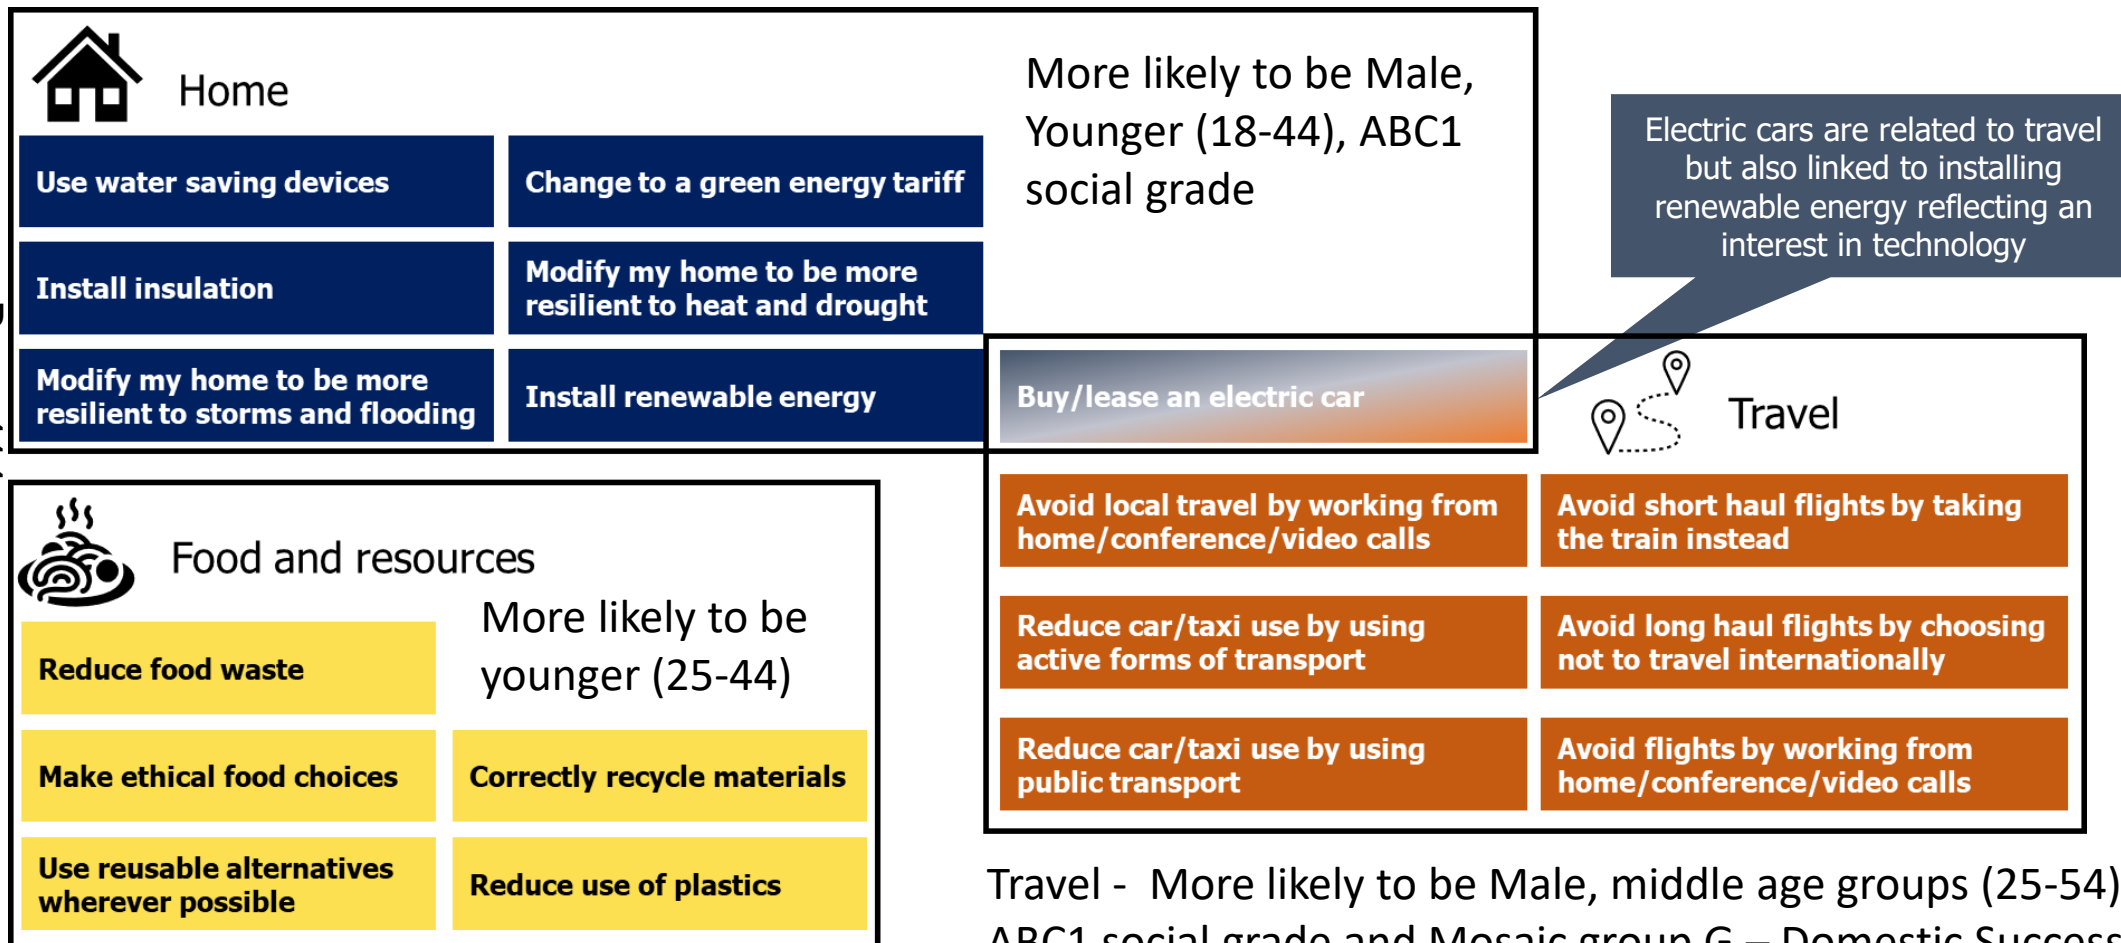 Home
More likely to be Male,
Younger (18-44), ABC1
social grade
Use water saving devices
Change to a green energy tariff
Install insulation
Modify my home to be more
resilient to heat and drought
Modify my home to be more
resilient to storms and flooding
Install renewable energy
Electric cars are related to travel
but also linked to installing
renewable energy reflecting an
interest in technology
Buy/lease an electric car
Travel
Avoid local travel by working from
home/conference/video calls
Avoid short haul flights by taking
the train instead
Reduce car/taxi use by using
active forms of transport
Avoid long haul flights by choosing
not to travel internationally
Reduce car/taxi use by using
public transport
Avoid flights by working from
home/conference/video calls
Food and resources
More likely to be
younger (25-44)
Reduce food waste
Make ethical food choices
Correctly recycle materials
Use reusable alternatives
wherever possible
Reduce use of plastics
Travel - More likely to be Male, middle age groups (25-54)
ABC1 social grade and Mosaic group G – Domestic Success